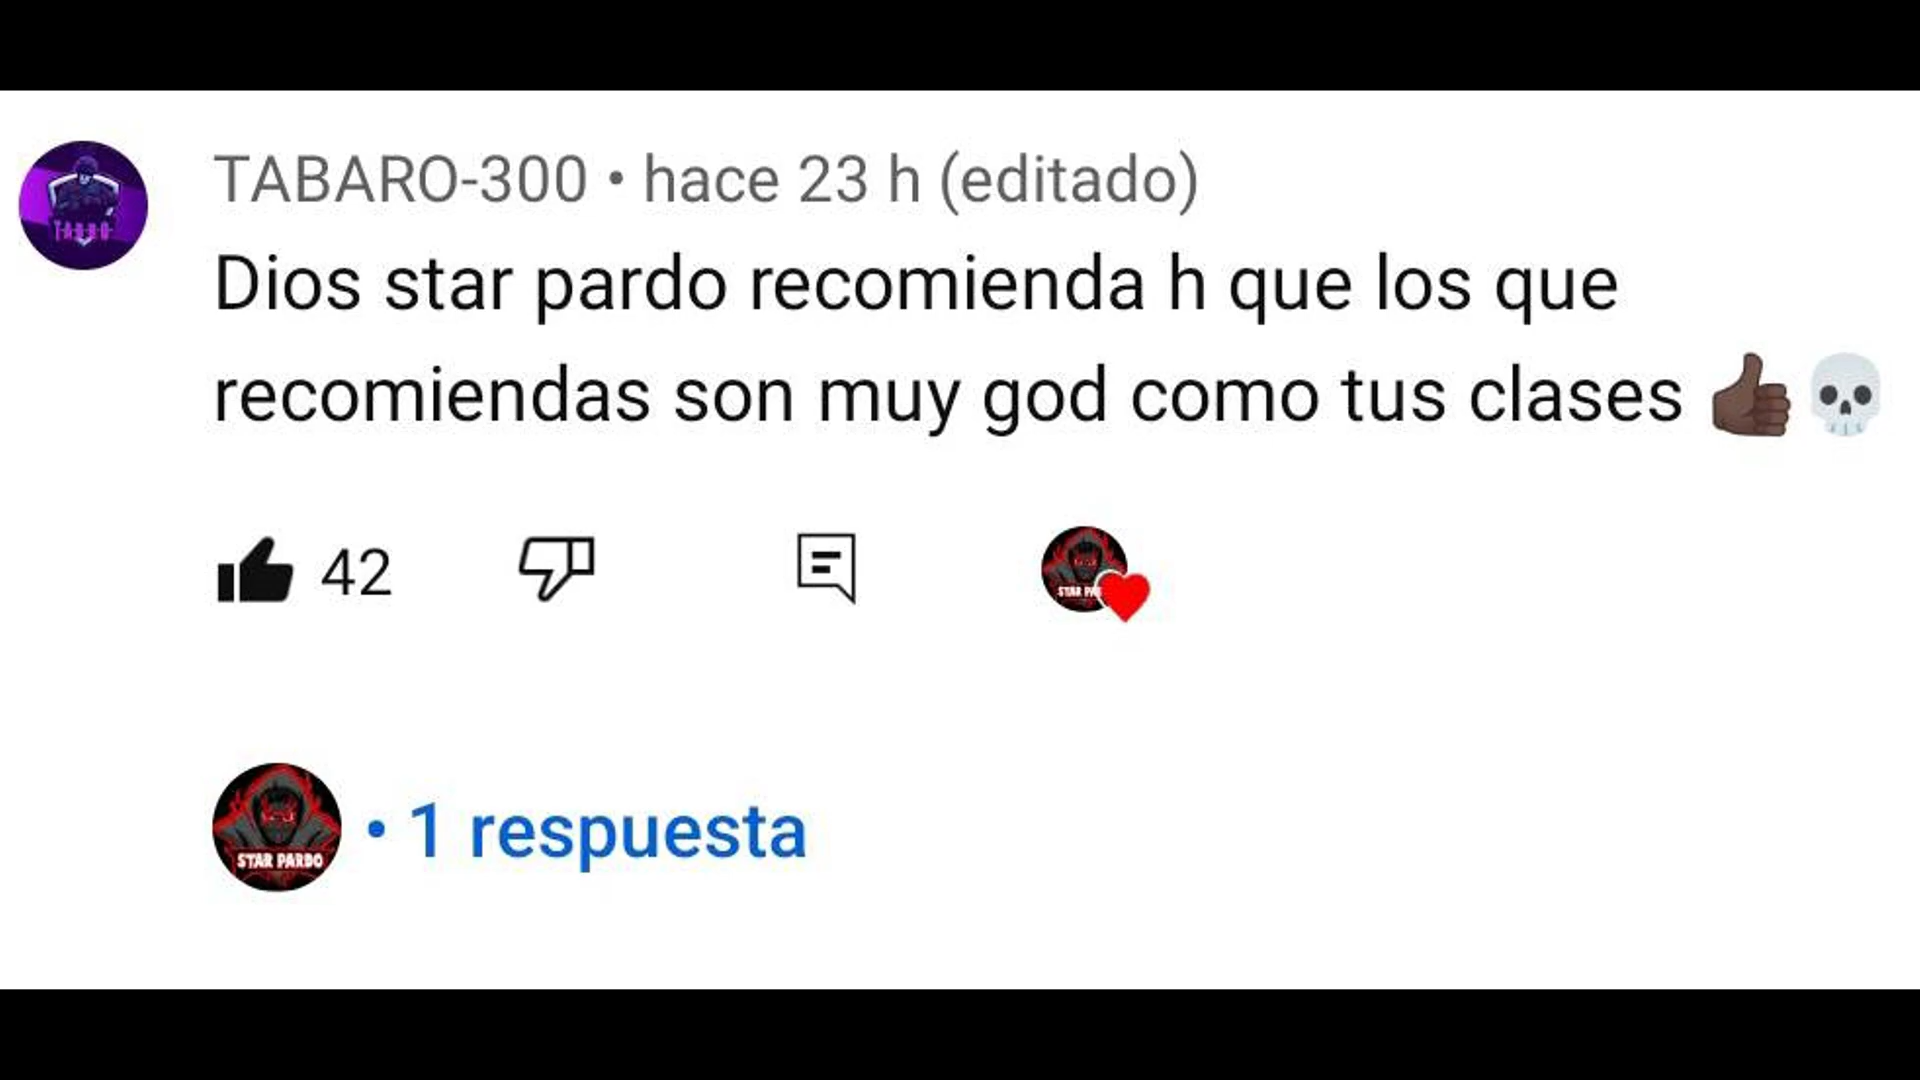 TABARO-300 • hace 23 h (editado)
Dios star pardo recomienda h que los que
recomiendas son muy god como tus clases 👍🏿💀
42
STAR PARDO
• 1 respuesta